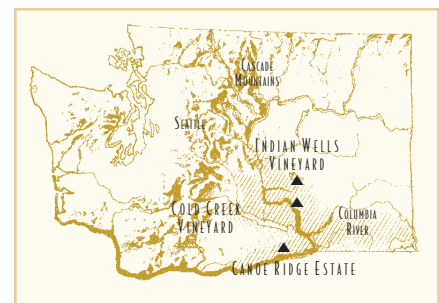 CASCADE
MOUNTAINS
SEATTLE
INDIAN WELLS
VINEYARD
COLD CREEK
VINEYARD
COLUMBIA
RIVER
CANOE RIDGE ESTATE